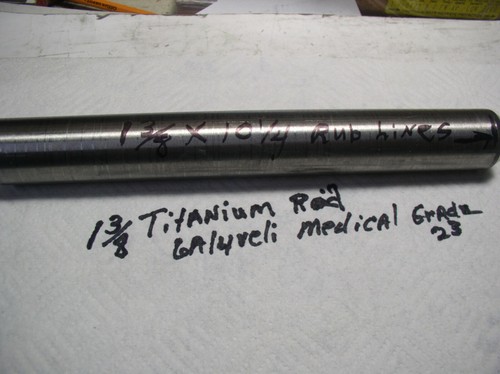 1 3/8 X 10 1/4 Rub Lines
1 3/8 Titanium Rod
6Al4veli Medical Grade
23